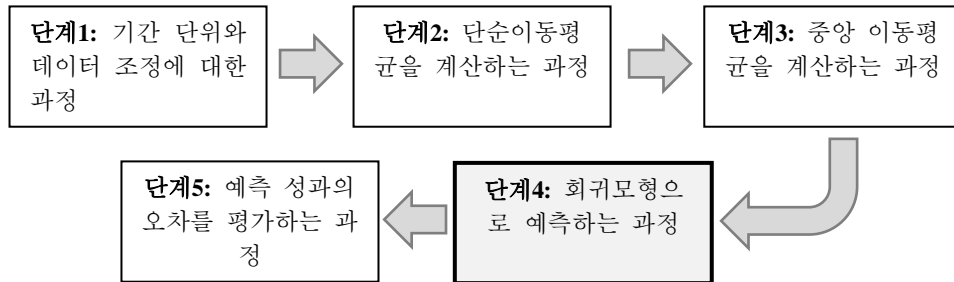 단계1: 기간 단위와
데이터 조정에 대한
과정
단계2: 단순이동평
균을 계산하는 과정
단계3: 중앙 이동평
균을 계산하는 과정
단계4: 회귀모형으
로 예측하는 과정
단계5: 예측 성과의
오차를 평가하는 과
정